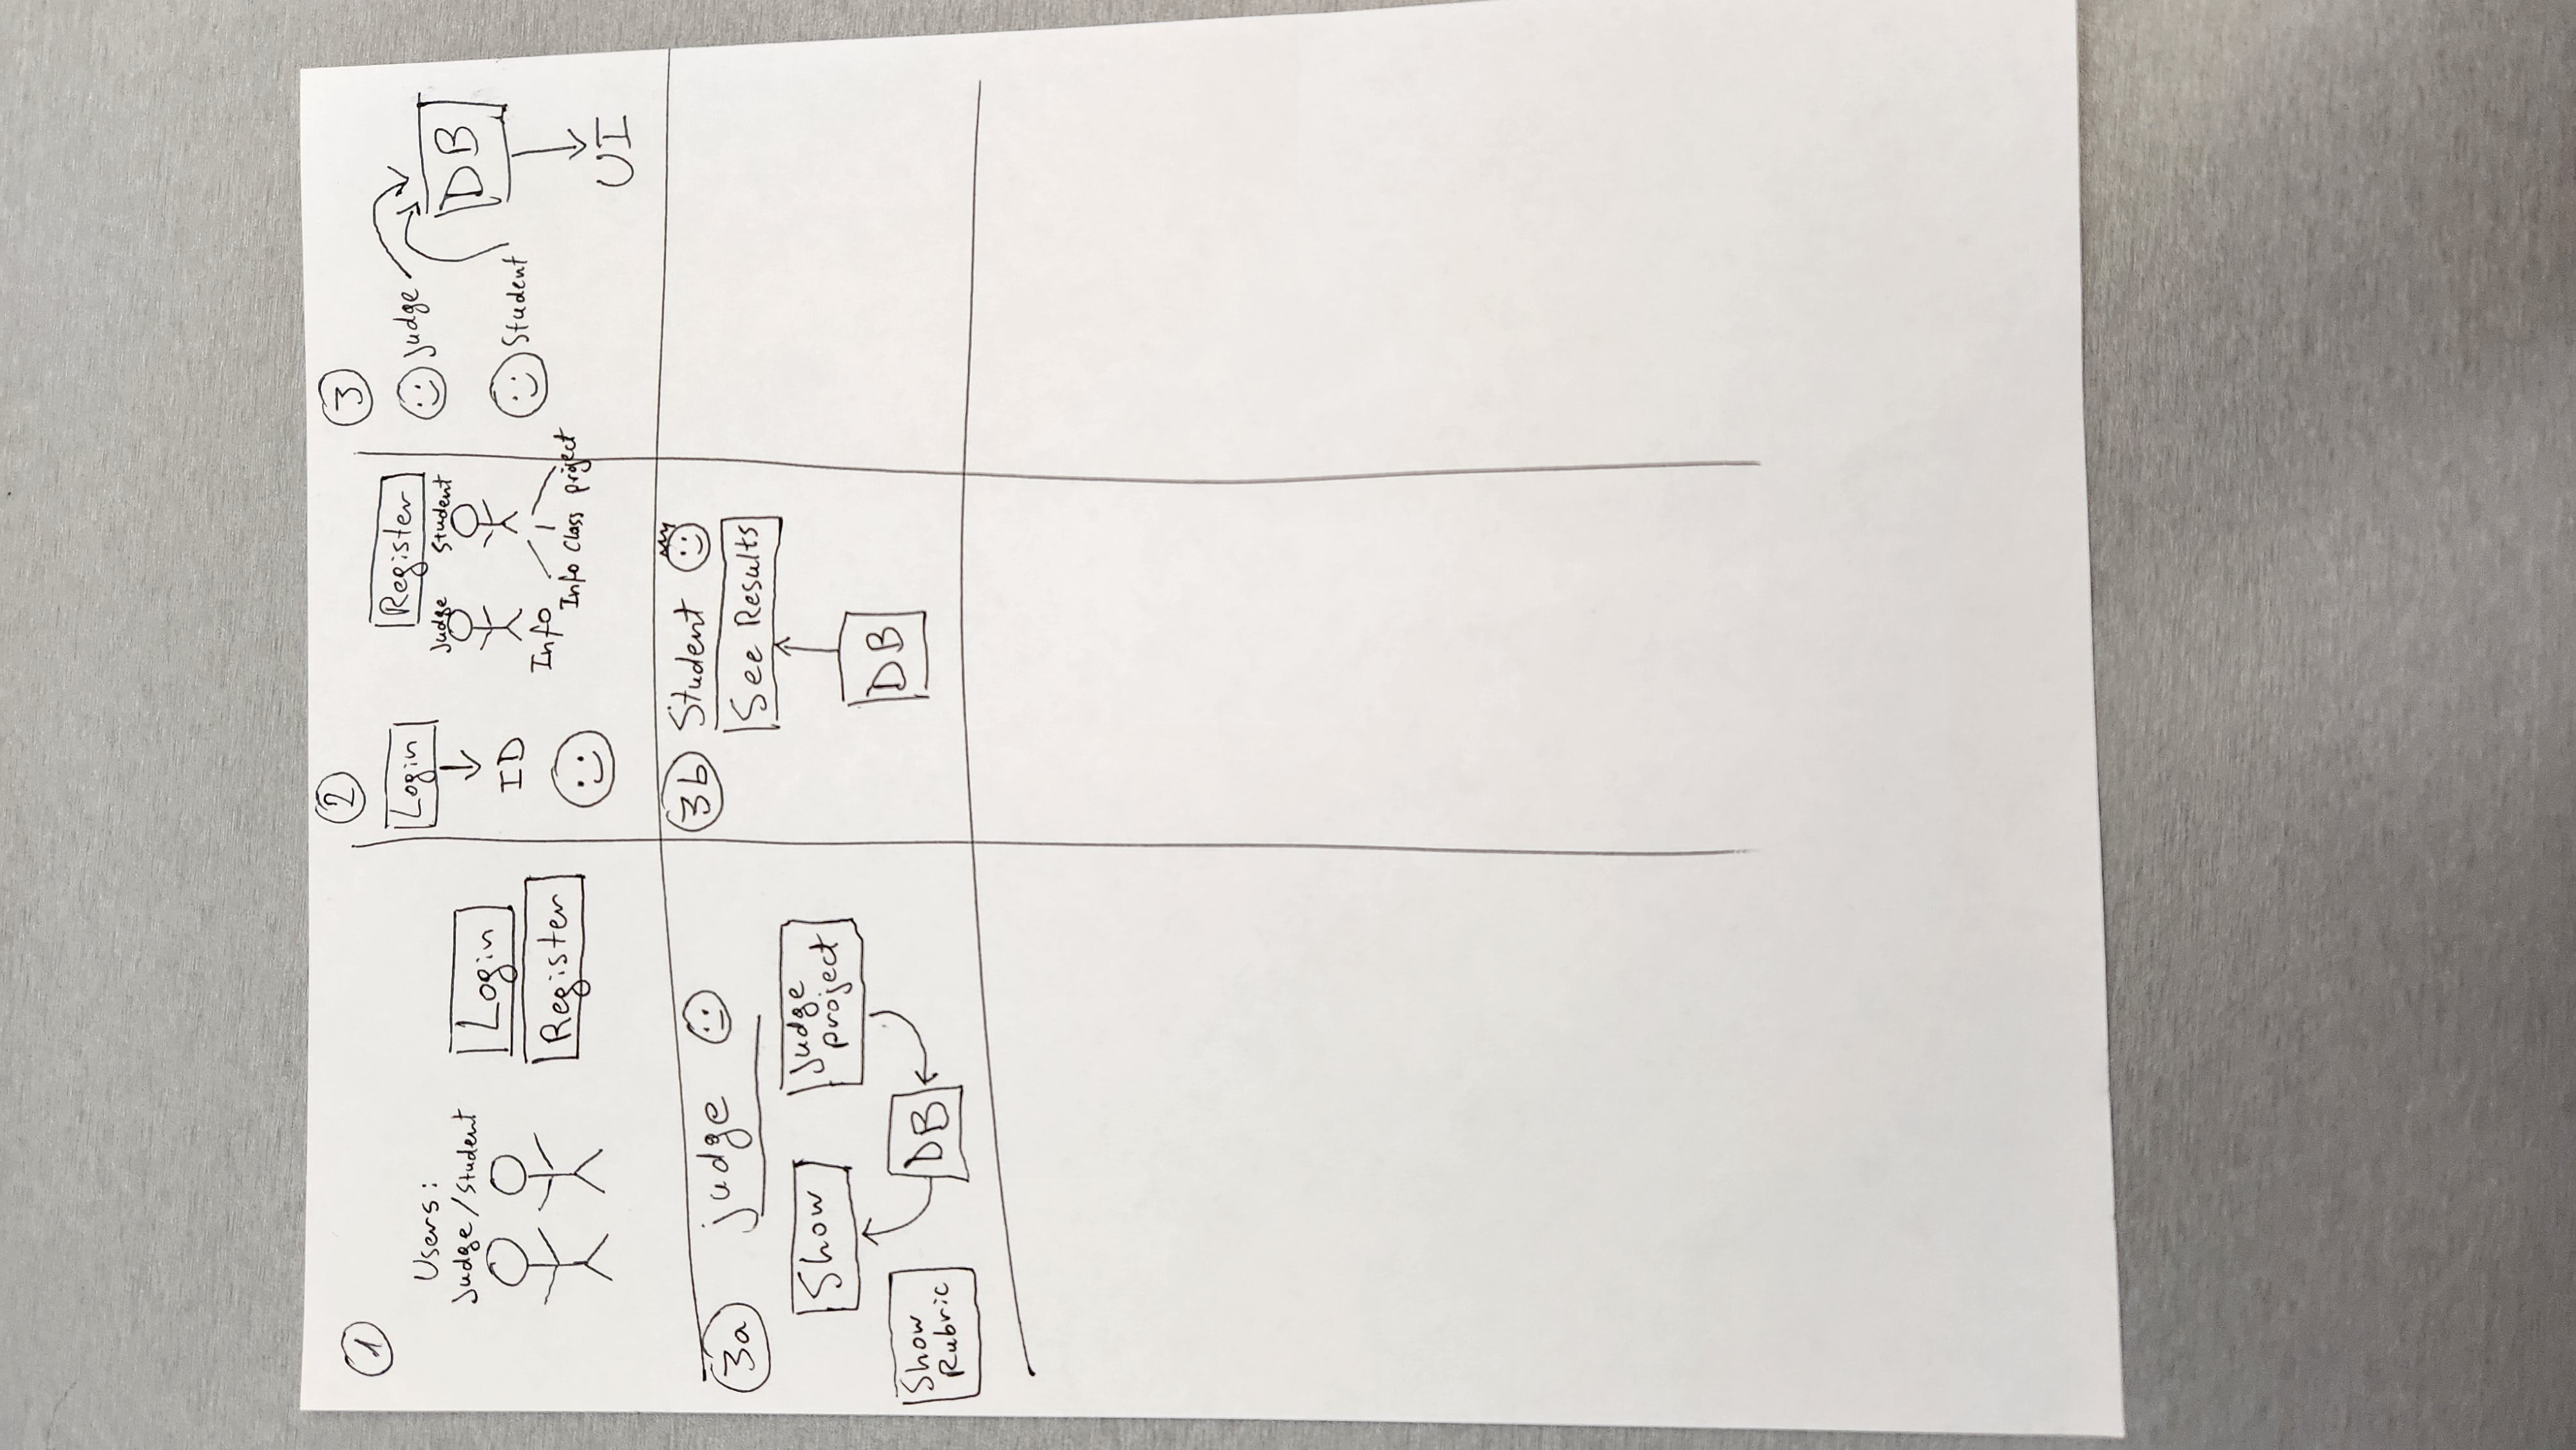 1
Users:
Judge/Student
Login
Register
2
Login
ID
Register
Judge Student
Info
Info Class project
3
Judge
Student
DB
UI
3a
judge
Show
Judge
project
Show
Rubric
DB
3b
Student
See Results
DB